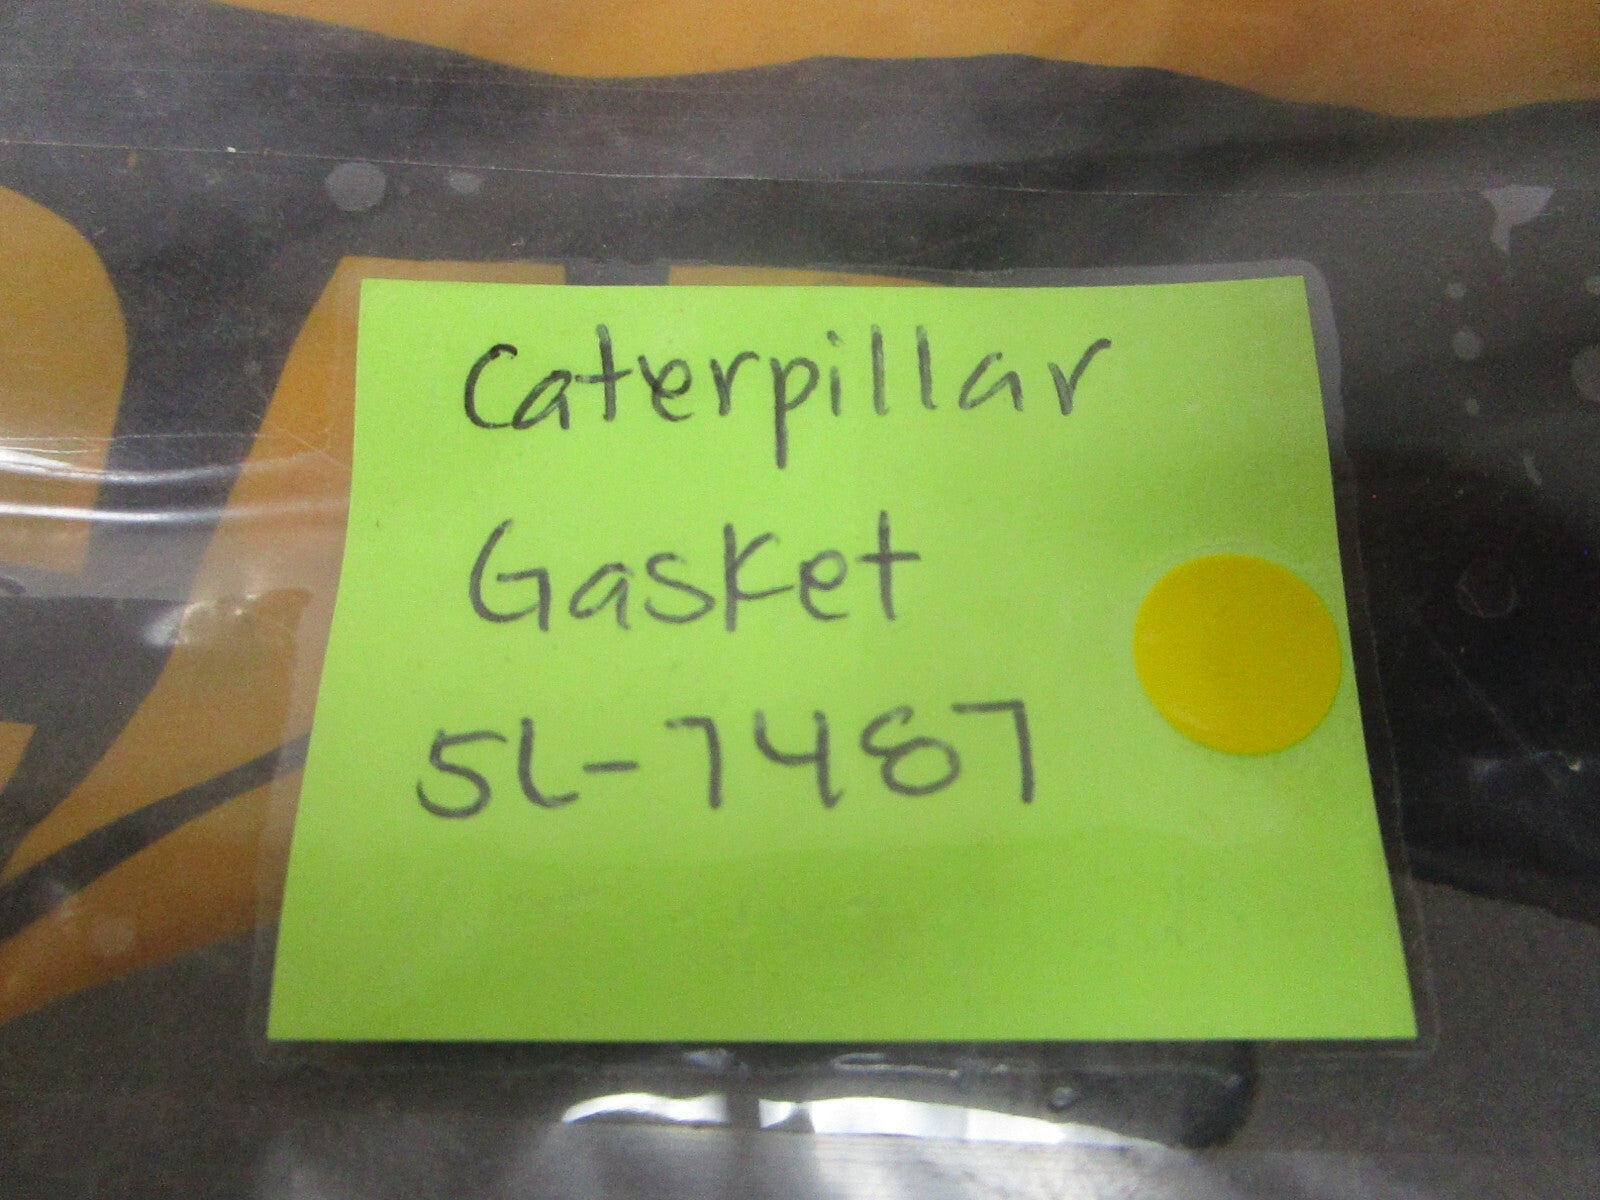 Caterpillar
Gasket
5L-7487